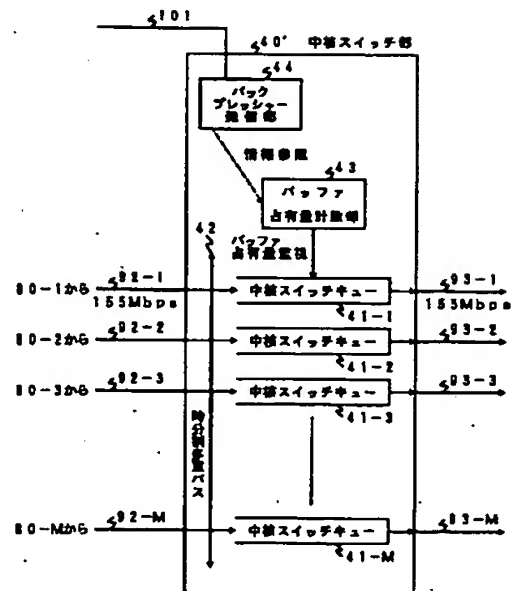 101
40' 中核スイッチ部
44
バック
プレッシャー
発信部
情報参照
43
バッファ
占有量計数部
42
バッファ
占有量監視
80-1から 92-1 中核スイッチキュー 93-1
155Mbps 41-1 155Mbps
80-2から 92-2 中核スイッチキュー 93-2
41-2
80-3から 92-3 中核スイッチキュー 93-3
41-3
時分割多重バス
80-Mから 92-M 中核スイッチキュー 93-M
41-M